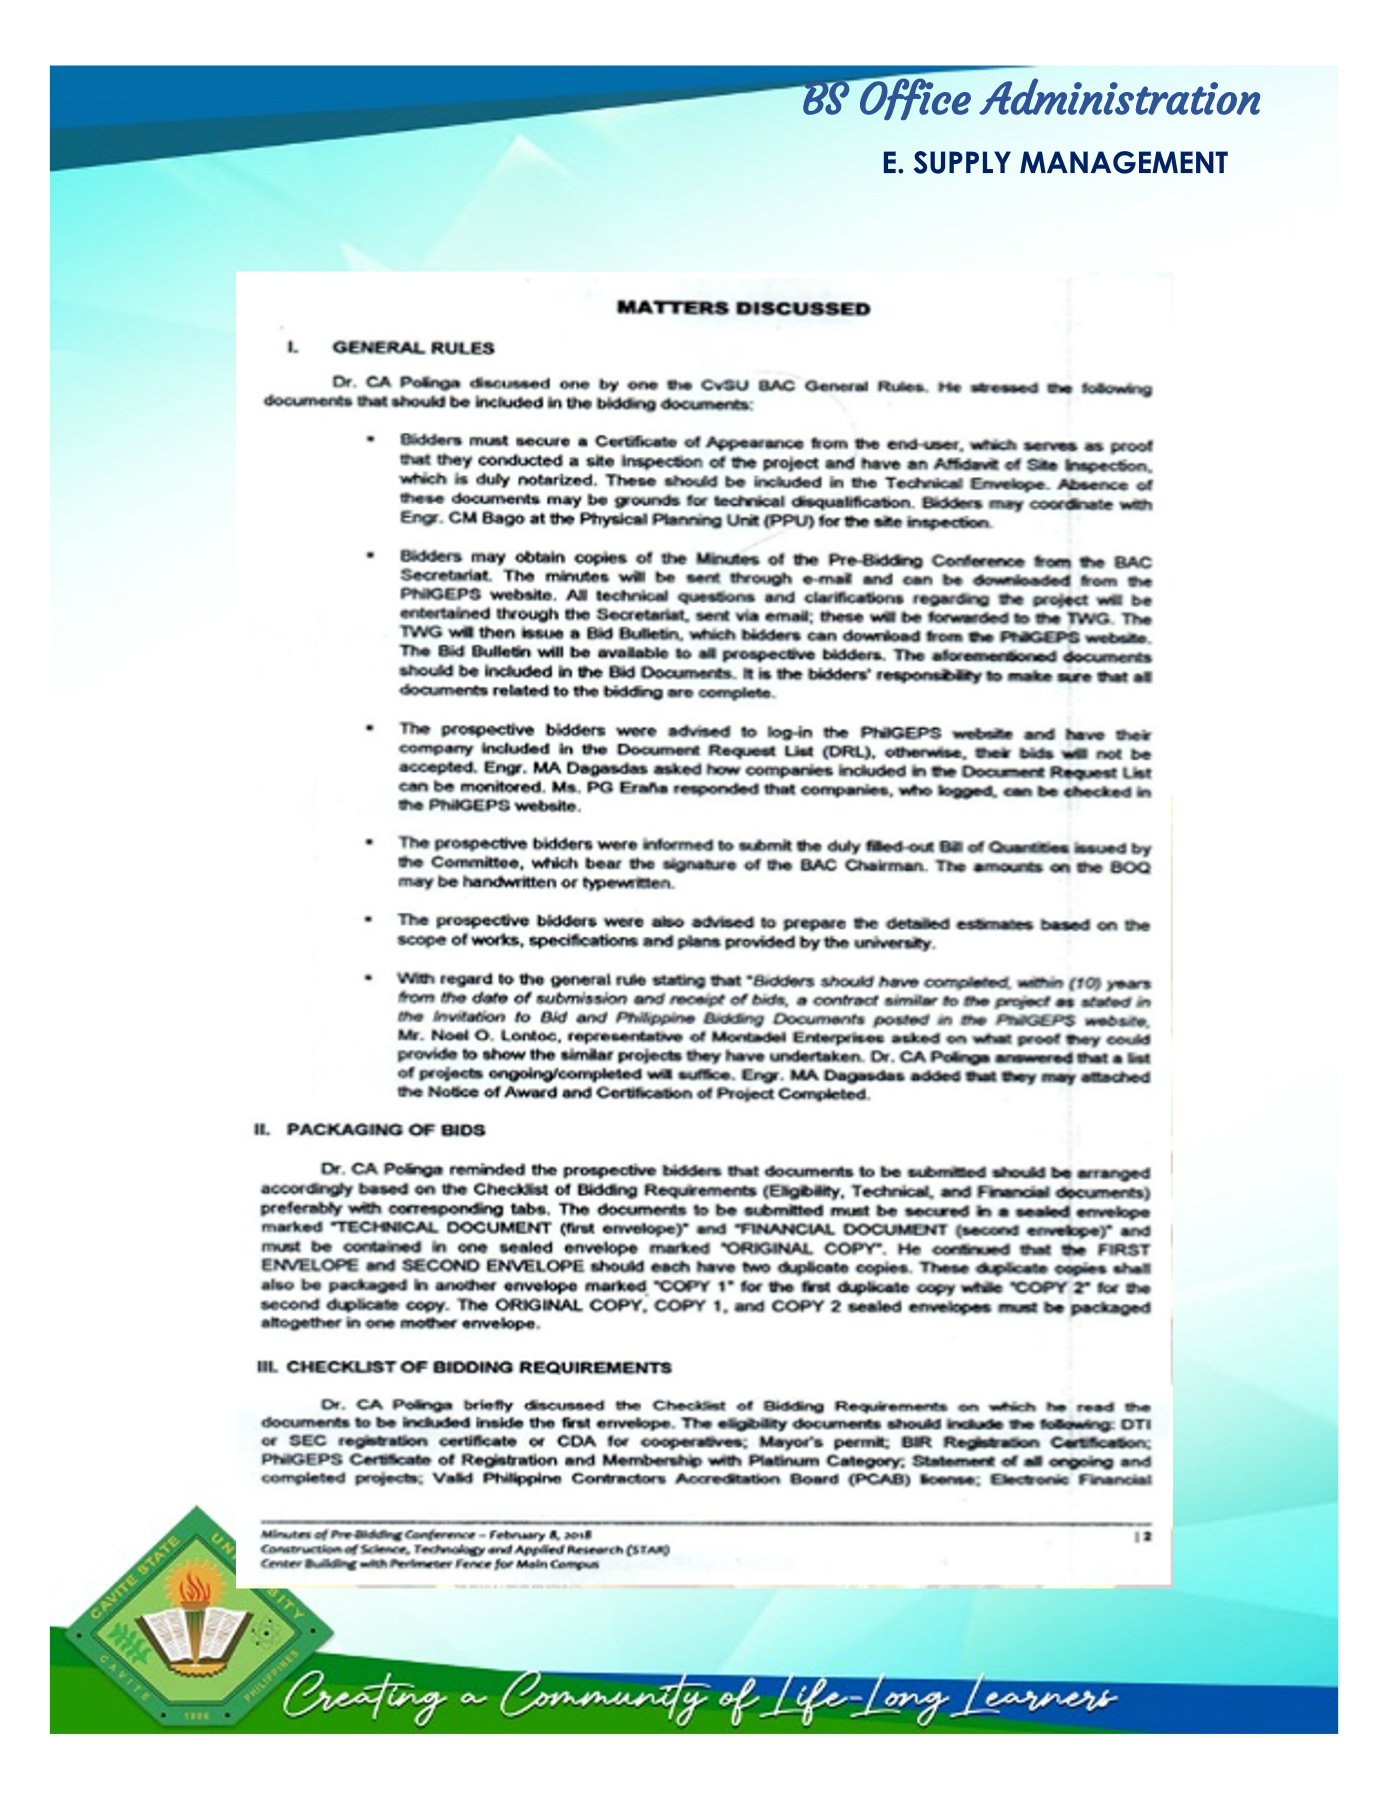 BS Office Administration
E. SUPPLY MANAGEMENT
MATTERS DISCUSSED
I. GENERAL RULES
Dr. CA Polinga discussed one by one the CvSU BAC General Rules. He stressed the following
documents that should be included in the bidding documents:
▪ Bidders must secure a Certificate of Appearance from the end-user, which serves as proof
that they conducted a site inspection of the project and have an Affidavit of Site Inspection,
which is duly notarized. These should be included in the Technical Envelope. Absence of
these documents may be grounds for technical disqualification. Bidders may coordinate with
Engr. CM Bago at the Physical Planning Unit (PPU) for the site inspection.
▪ Bidders may obtain copies of the Minutes of the Pre-Bidding Conference from the BAC
Secretariat. The minutes will be sent through e-mail and can be downloaded from the
PhilGEPS website. All technical questions and clarifications regarding the project will be
entertained through the Secretariat, sent via email; these will be forwarded to the TWG. The
TWG will then issue a Bid Bulletin, which bidders can download from the PhilGEPS website.
The Bid Bulletin will be available to all prospective bidders. The aforementioned documents
should be included in the Bid Documents. It is the bidders' responsibility to make sure that all
documents related to the bidding are complete.
▪ The prospective bidders were advised to log-in the PhilGEPS website and have their
company included in the Document Request List (DRL), otherwise, their bids will not be
accepted. Engr. MA Dagasdas asked how companies included in the Document Request List
can be monitored. Ms. PG Eraña responded that companies, who logged, can be checked in
the PhilGEPS website.
▪ The prospective bidders were informed to submit the duly filled-out Bill of Quantities issued by
the Committee, which bear the signature of the BAC Chairman. The amounts on the BOQ
may be handwritten or typewritten.
▪ The prospective bidders were also advised to prepare the detailed estimates based on the
scope of works, specifications and plans provided by the university.
▪ With regard to the general rule stating that "Bidders should have completed, within (10) years
from the date of submission and receipt of bids, a contract similar to the project as stated in
the Invitation to Bid and Philippine Bidding Documents posted in the PhilGEPS website,
Mr. Noel O. Lontoc, representative of Montadel Enterprises asked on what proof they could
provide to show the similar projects they have undertaken. Dr. CA Polinga answered that a list
of projects ongoing/completed will suffice. Engr. MA Dagasdas added that they may attached
the Notice of Award and Certification of Project Completed.
II. PACKAGING OF BIDS
Dr. CA Polinga reminded the prospective bidders that documents to be submitted should be arranged
accordingly based on the Checklist of Bidding Requirements (Eligibility, Technical, and Financial documents)
preferably with corresponding tabs. The documents to be submitted must be secured in a sealed envelope
marked "TECHNICAL DOCUMENT (first envelope)" and "FINANCIAL DOCUMENT (second envelope)" and
must be contained in one sealed envelope marked "ORIGINAL COPY". He continued that the FIRST
ENVELOPE and SECOND ENVELOPE should each have two duplicate copies. These duplicate copies shall
also be packaged in another envelope marked "COPY 1" for the first duplicate copy while "COPY 2" for the
second duplicate copy. The ORIGINAL COPY, COPY 1, and COPY 2 sealed envelopes must be packaged
altogether in one mother envelope.
III. CHECKLIST OF BIDDING REQUIREMENTS
Dr. CA Polinga briefly discussed the Checklist of Bidding Requirements on which he read the
documents to be included inside the first envelope. The eligibility documents should include the following: DTI
or SEC registration certificate or CDA for cooperatives; Mayor's permit; BIR Registration Certification;
PhilGEPS Certificate of Registration and Membership with Platinum Category; Statement of all ongoing and
completed projects; Valid Philippine Contractors Accreditation Board (PCAB) license; Electronic Financial
Minutes of Pre-Bidding Conference – February 8, 2018 | 2
Construction of Science, Technology and Applied Research (STAR)
Center Building with Perimeter Fence for Main Campus
CAVITE STATE UN
SITY
CAVITE
PHILIPPINES
1906
Creating a Community of Life-Long Learners